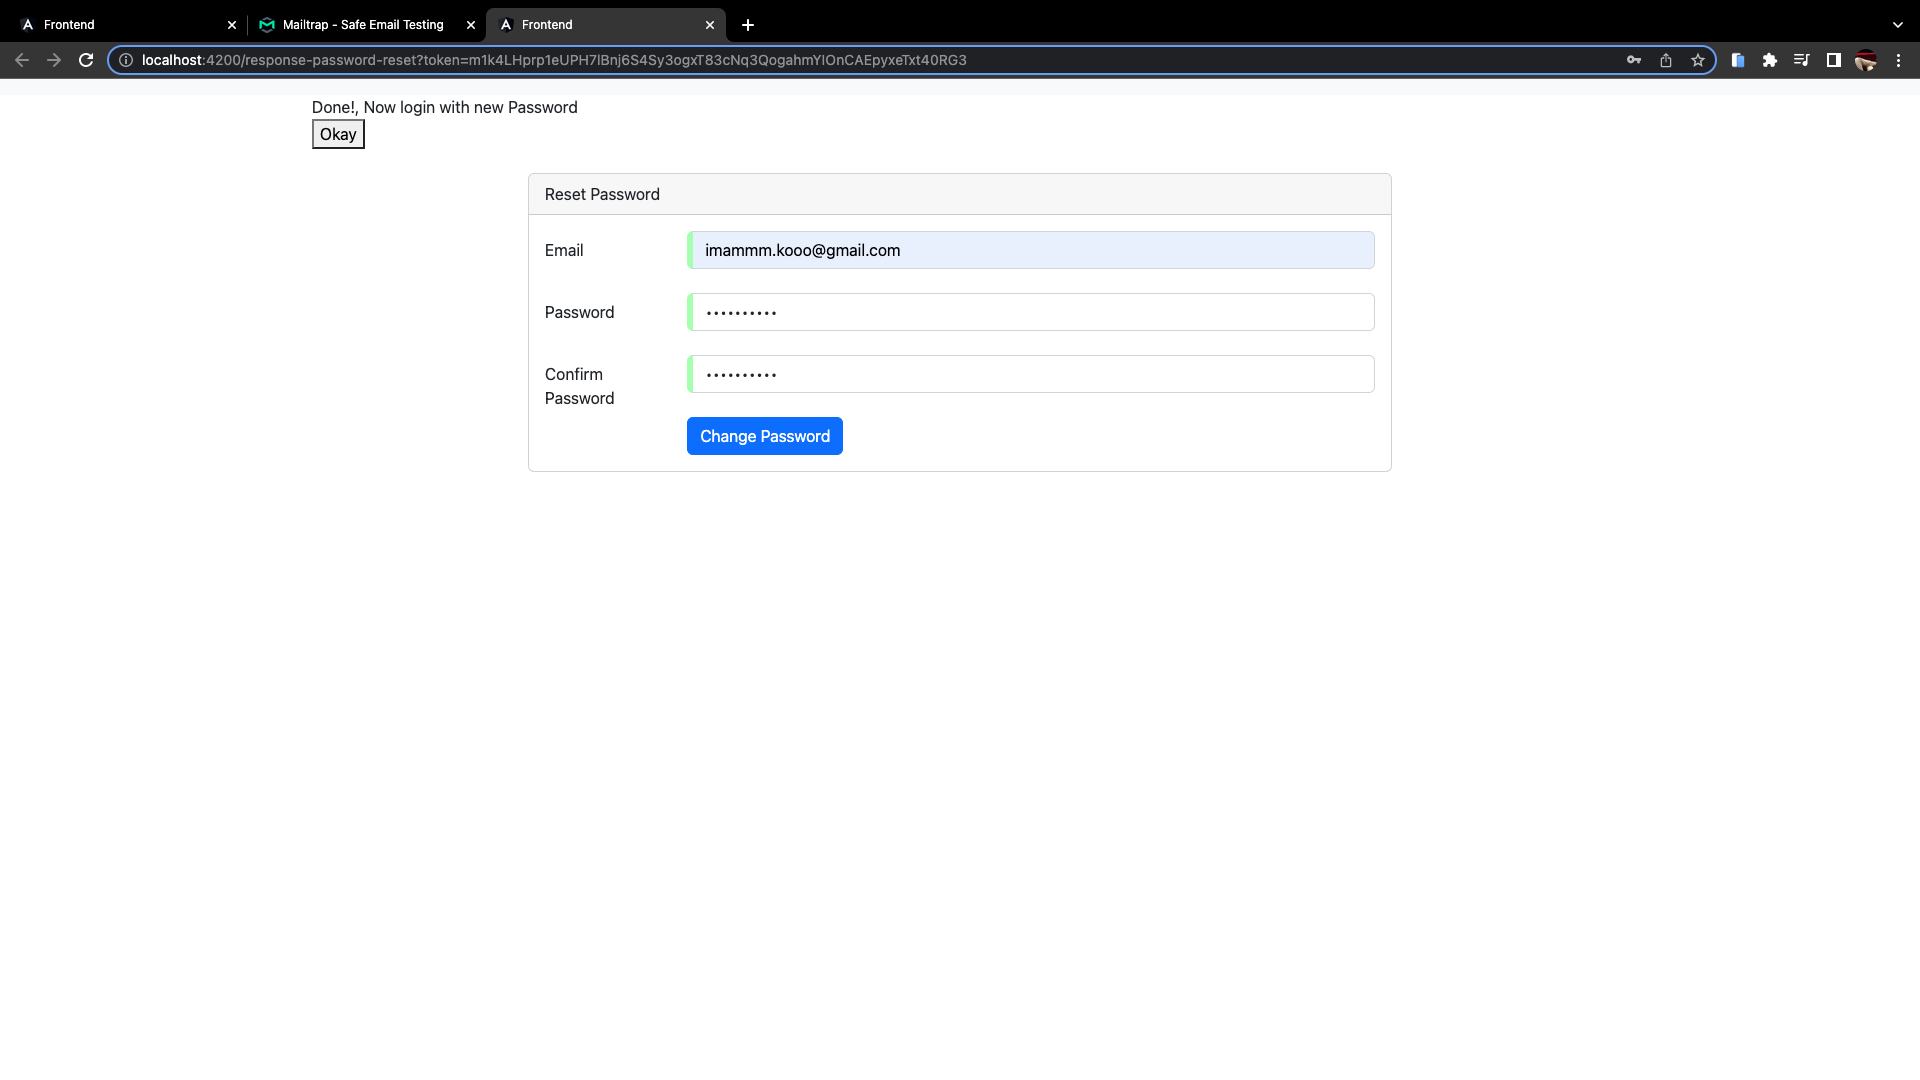 Frontend
Mailtrap - Safe Email Testing
Frontend
localhost:4200/response-password-reset?token=m1k4LHprp1eUPH7lBnj6S4Sy3ogxT83cNq3QogahmYlOnCAEpyxeTxt40RG3
Done!, Now login with new Password
Okay
Reset Password
Email
imammm.kooo@gmail.com
Password
Confirm
Password
Change Password